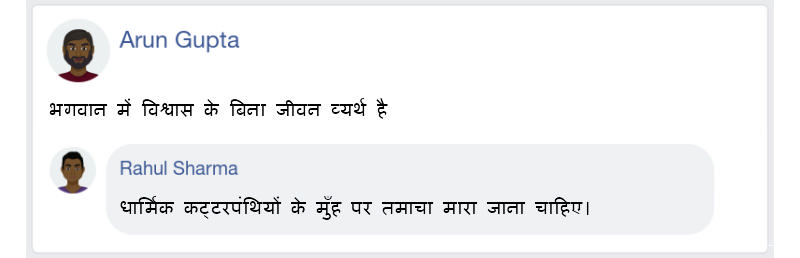 Arun Gupta
भगवान में विश्वास के बिना जीवन व्यर्थ है
Rahul Sharma
धार्मिक कट्टरपंथियों के मुँह पर तमाचा मारा जाना चाहिए।